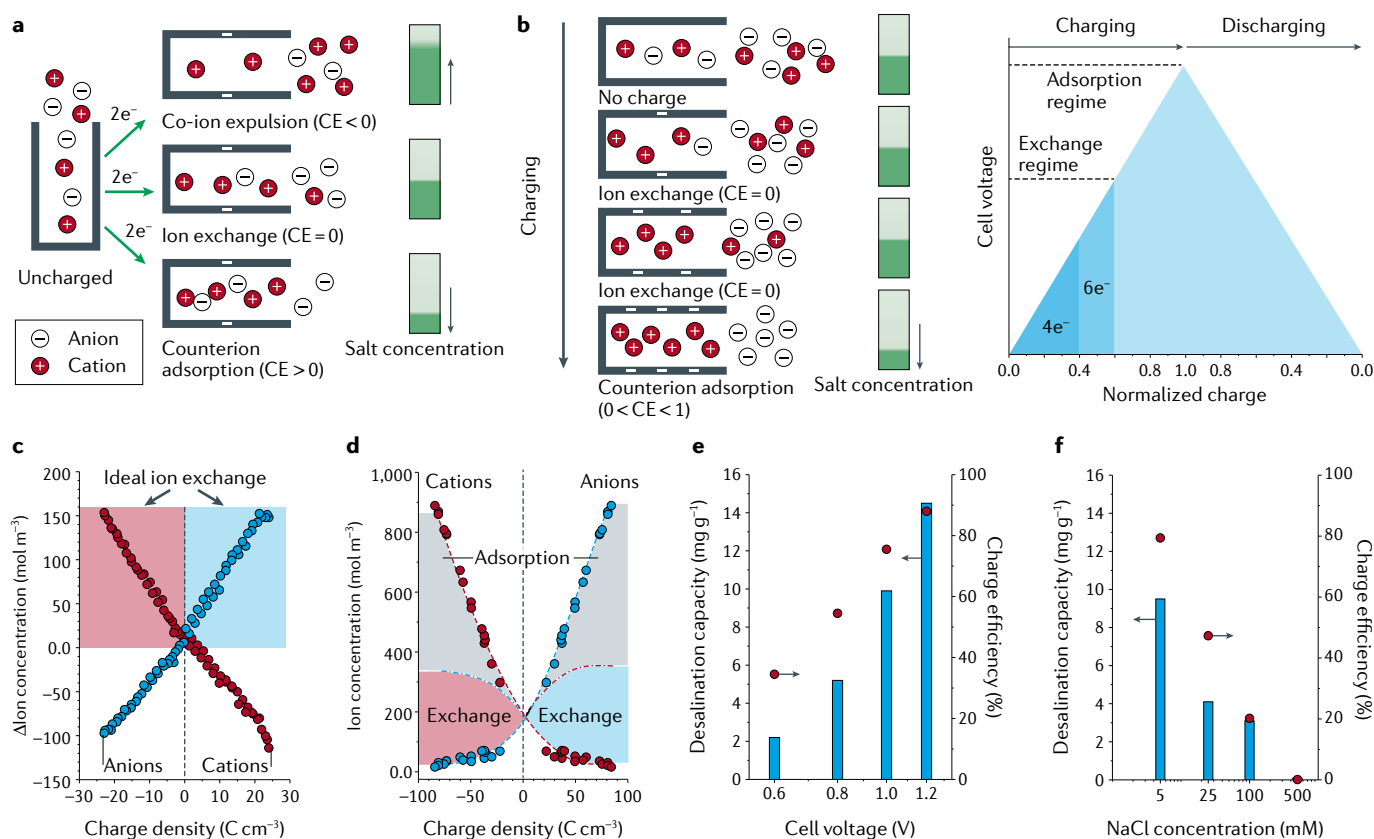 a
2e⁻
2e⁻
2e⁻
Uncharged
Anion
Cation
Co-ion expulsion (CE < 0)
Ion exchange (CE = 0)
Counterion
adsorption (CE > 0)
Salt concentration
b
Charging
No charge
Ion exchange (CE = 0)
Ion exchange (CE = 0)
Counterion adsorption
(0 < CE < 1)
Salt concentration
Charging
Discharging
Adsorption
regime
Exchange
regime
Cell voltage
4e⁻
6e⁻
0.0 0.4 0.6 1.0 0.8 0.4 0.0
Normalized charge
c
Ideal ion exchange
ΔIon concentration (mol m⁻³)
200
150
100
50
0.0
−50
−100
−150
Anions
Cations
−30 −20 −10 0 10 20 30
Charge density (C cm⁻³)
d
Cations
Anions
Adsorption
Exchange
Exchange
Ion concentration (mol m⁻³)
1,000
800
600
400
200
0.0
−100 −50 0 50 100
Charge density (C cm⁻³)
e
Desalination capacity (mg g⁻¹)
16
14
12
10
8
6
4
2
0
100
80
60
40
20
0
Charge efficiency (%)
0.6 0.8 1.0 1.2
Cell voltage (V)
f
Desalination capacity (mg g⁻¹)
16
14
12
10
8
6
4
2
0
100
80
60
40
20
0
Charge efficiency (%)
5 25 100 500
NaCl concentration (mM)